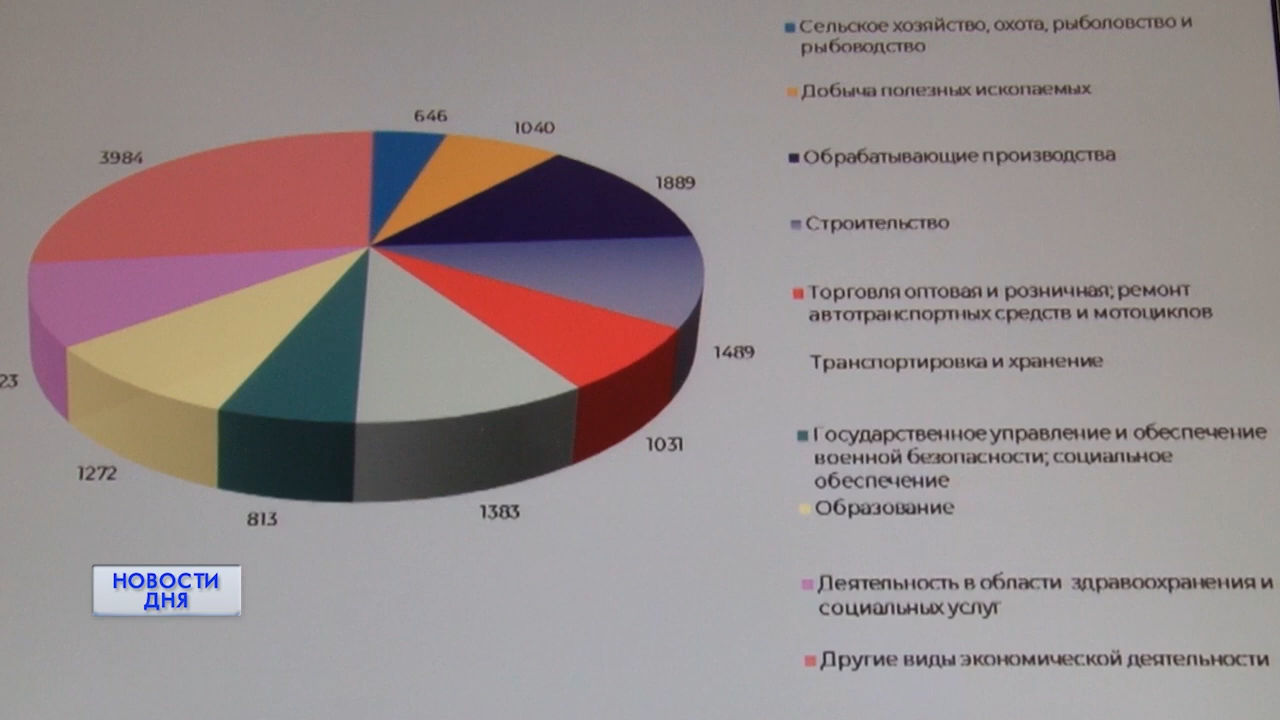 646
1040
3984
1889
1489
23
1031
1272
1383
813
НОВОСТИ
ДНЯ
Сельское хозяйство, охота, рыболовство и
рыбоводство
Добыча полезных ископаемых
Обрабатывающие производства
Строительство
Торговля оптовая и розничная; ремонт
автотранспортных средств и мотоциклов
Транспортировка и хранение
Государственное управление и обеспечение
военной безопасности; социальное
обеспечение
Образование
Деятельность в области здравоохранения и
социальных услуг
Другие виды экономической деятельности